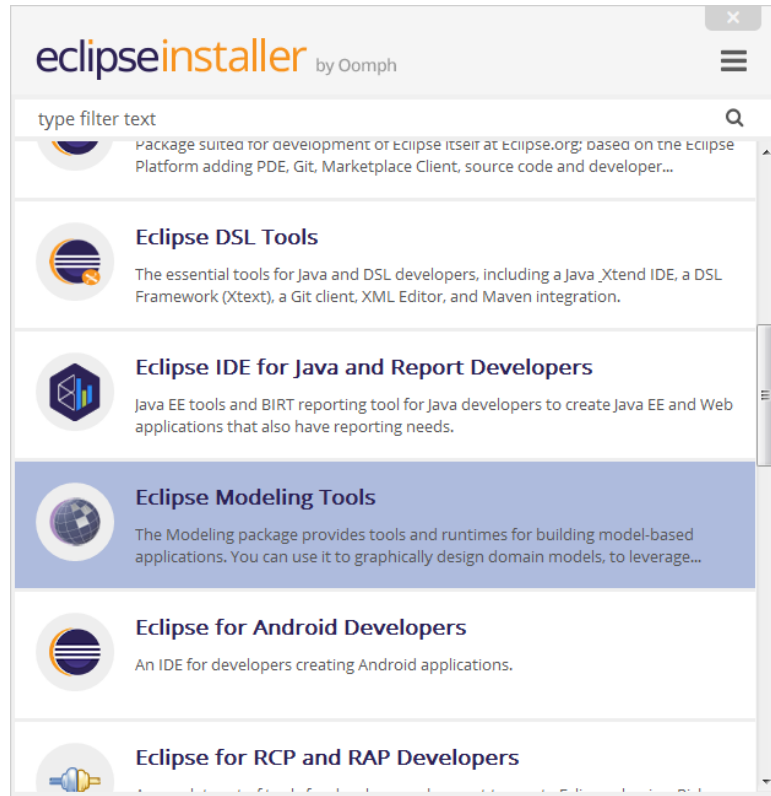 eclipseinstaller by Oomph
type filter text
Package suited for development of Eclipse itself at Eclipse.org; based on the Eclipse
Platform adding PDE, Git, Marketplace Client, source code and developer...
Eclipse DSL Tools
The essential tools for Java and DSL developers, including a Java _Xtend IDE, a DSL
Framework (Xtext), a Git client, XML Editor, and Maven integration.
Eclipse IDE for Java and Report Developers
Java EE tools and BIRT reporting tool for Java developers to create Java EE and Web
applications that also have reporting needs.
Eclipse Modeling Tools
The Modeling package provides tools and runtimes for building model-based
applications. You can use it to graphically design domain models, to leverage...
Eclipse for Android Developers
An IDE for developers creating Android applications.
Eclipse for RCP and RAP Developers